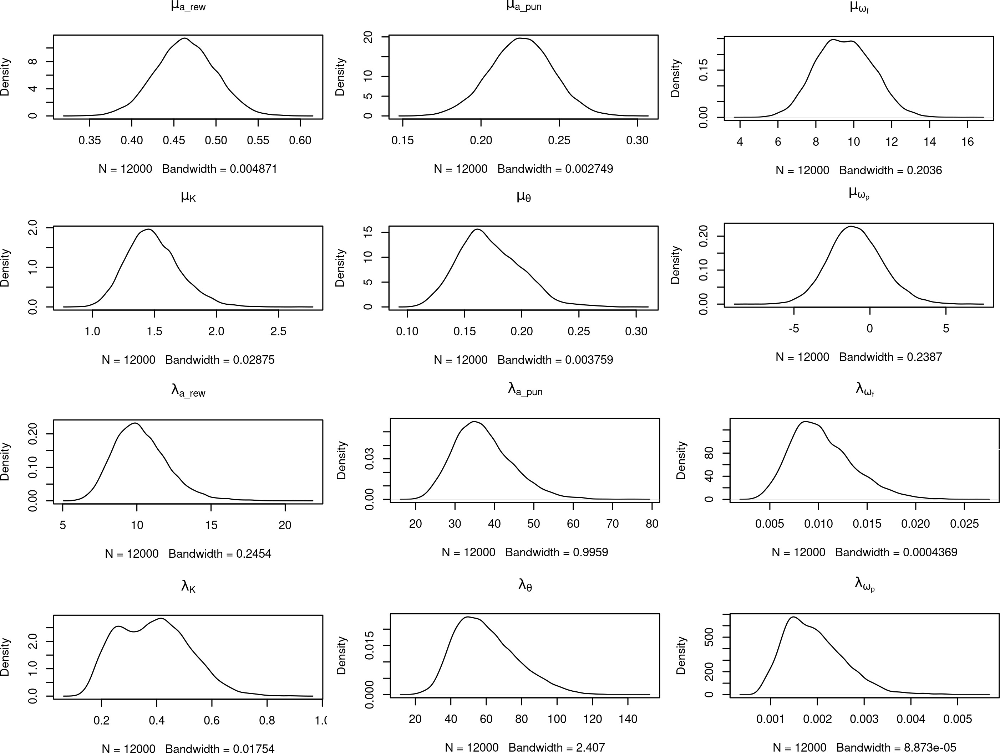 μa_rew
Density
0 4 8
0.35 0.40 0.45 0.50 0.55 0.60
N = 12000 Bandwidth = 0.004871
μa_pun
Density
0 5 10 20
0.15 0.20 0.25 0.30
N = 12000 Bandwidth = 0.002749
μωf
Density
0.00 0.15
4 6 8 10 12 14 16
N = 12000 Bandwidth = 0.2036
μK
Density
0.0 1.0 2.0
1.0 1.5 2.0 2.5
N = 12000 Bandwidth = 0.02875
μθ
Density
0 5 10 15
0.10 0.15 0.20 0.25 0.30
N = 12000 Bandwidth = 0.003759
μωp
Density
0.00 0.10 0.20
-5 0 5
N = 12000 Bandwidth = 0.2387
λa_rew
Density
0.00 0.10 0.20
5 10 15 20
N = 12000 Bandwidth = 0.2454
λa_pun
Density
0.00 0.03
20 30 40 50 60 70 80
N = 12000 Bandwidth = 0.9959
λωf
Density
0 40 80
0.005 0.010 0.015 0.020 0.025
N = 12000 Bandwidth = 0.0004369
λK
Density
0.0 1.0 2.0
0.2 0.4 0.6 0.8 1.0
N = 12000 Bandwidth = 0.01754
λθ
Density
0.000 0.015
20 40 60 80 100 120 140
N = 12000 Bandwidth = 2.407
λωp
Density
0 200 500
0.001 0.002 0.003 0.004 0.005
N = 12000 Bandwidth = 8.873e-05